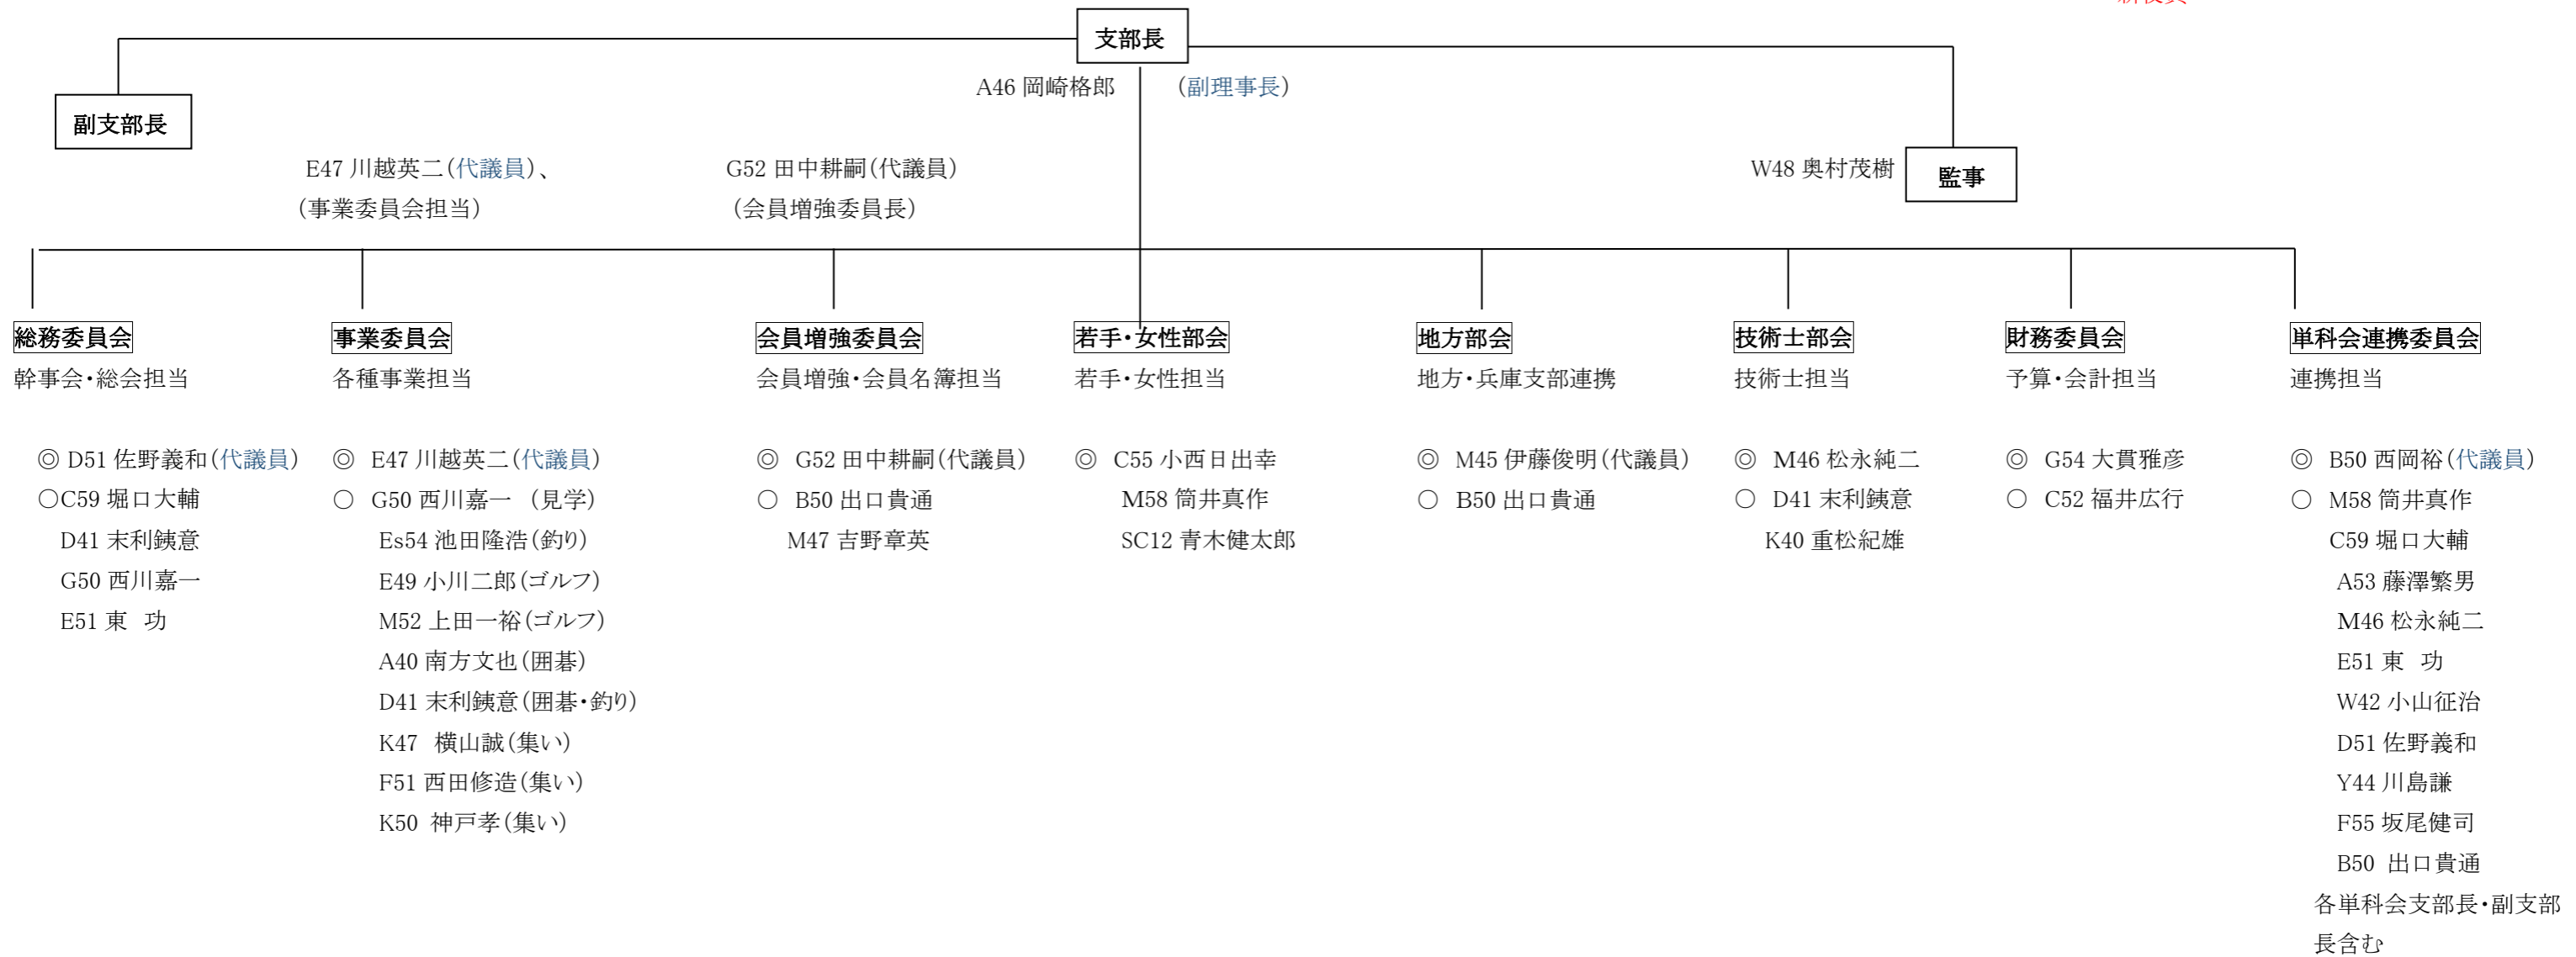 支部長
A46 岡崎格郎 (副理事長)
副支部長
E47 川越英二(代議員)、
(事業委員会担当)
G52 田中耕嗣(代議員)
(会員増強委員長)
W48 奥村茂樹
監事
総務委員会
幹事会・総会担当
◎ D51 佐野義和(代議員)
○C59 堀口大輔
D41 末利銕意
G50 西川嘉一
E51 東 功
事業委員会
各種事業担当
◎ E47 川越英二(代議員)
○ G50 西川嘉一 (見学)
Es54 池田隆浩(釣り)
E49 小川二郎(ゴルフ)
M52 上田一裕(ゴルフ)
A40 南方文也(囲碁)
D41 末利銕意(囲碁・釣り)
K47 横山誠(集い)
F51 西田修造(集い)
K50 神戸孝(集い)
会員増強委員会
会員増強・会員名簿担当
◎ G52 田中耕嗣(代議員)
○ B50 出口貴通
M47 吉野章英
若手・女性部会
若手・女性担当
◎ C55 小西日出幸
M58 筒井真作
SC12 青木健太郎
地方部会
地方・兵庫支部連携
◎ M45 伊藤俊明(代議員)
○ B50 出口貴通
技術士部会
技術士担当
◎ M46 松永純二
○ D41 末利銕意
K40 重松紀雄
財務委員会
予算・会計担当
◎ G54 大貫雅彦
○ C52 福井広行
単科会連携委員会
連携担当
◎ B50 西岡裕(代議員)
○ M58 筒井真作
C59 堀口大輔
A53 藤澤繁男
M46 松永純二
E51 東 功
W42 小山征治
D51 佐野義和
Y44 川島謙
F55 坂尾健司
B50 出口貴通
各単科会支部長・副支部
長含む